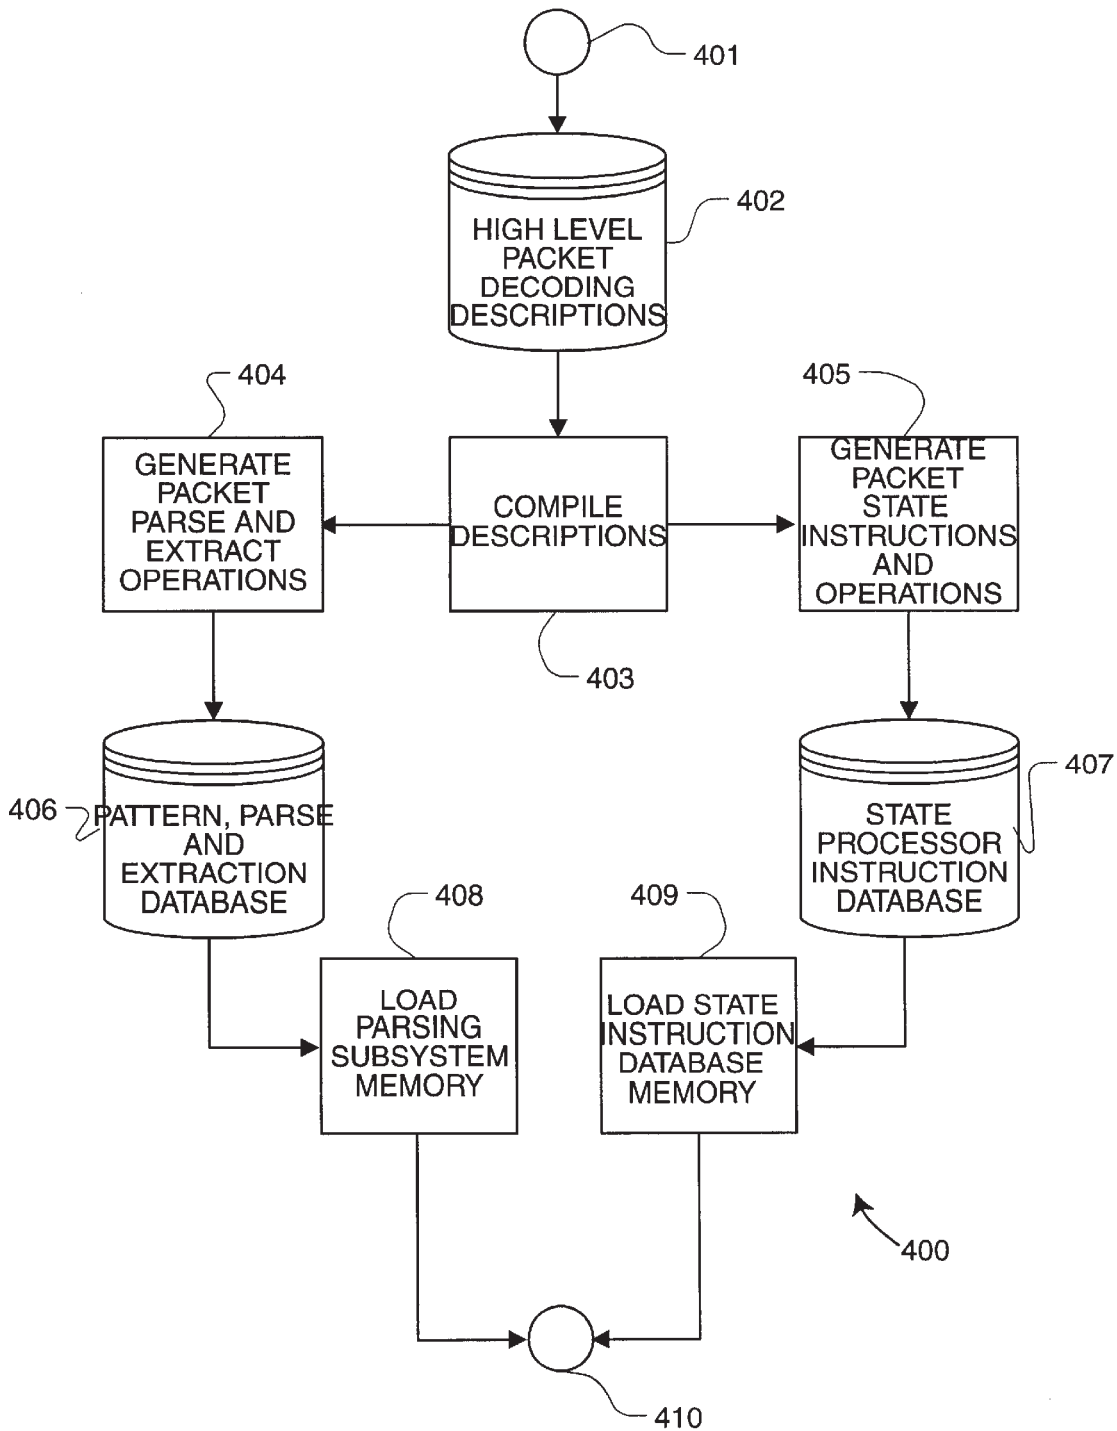 401
402
HIGH LEVEL
PACKET
DECODING
DESCRIPTIONS
404
405
GENERATE
PACKET
PARSE AND
EXTRACT
OPERATIONS
COMPILE
DESCRIPTIONS
GENERATE
PACKET
STATE
INSTRUCTIONS
AND
OPERATIONS
403
406
PATTERN, PARSE
AND
EXTRACTION
DATABASE
STATE
PROCESSOR
INSTRUCTION
DATABASE
407
408
409
LOAD
PARSING
SUBSYSTEM
MEMORY
LOAD STATE
INSTRUCTION
DATABASE
MEMORY
400
410